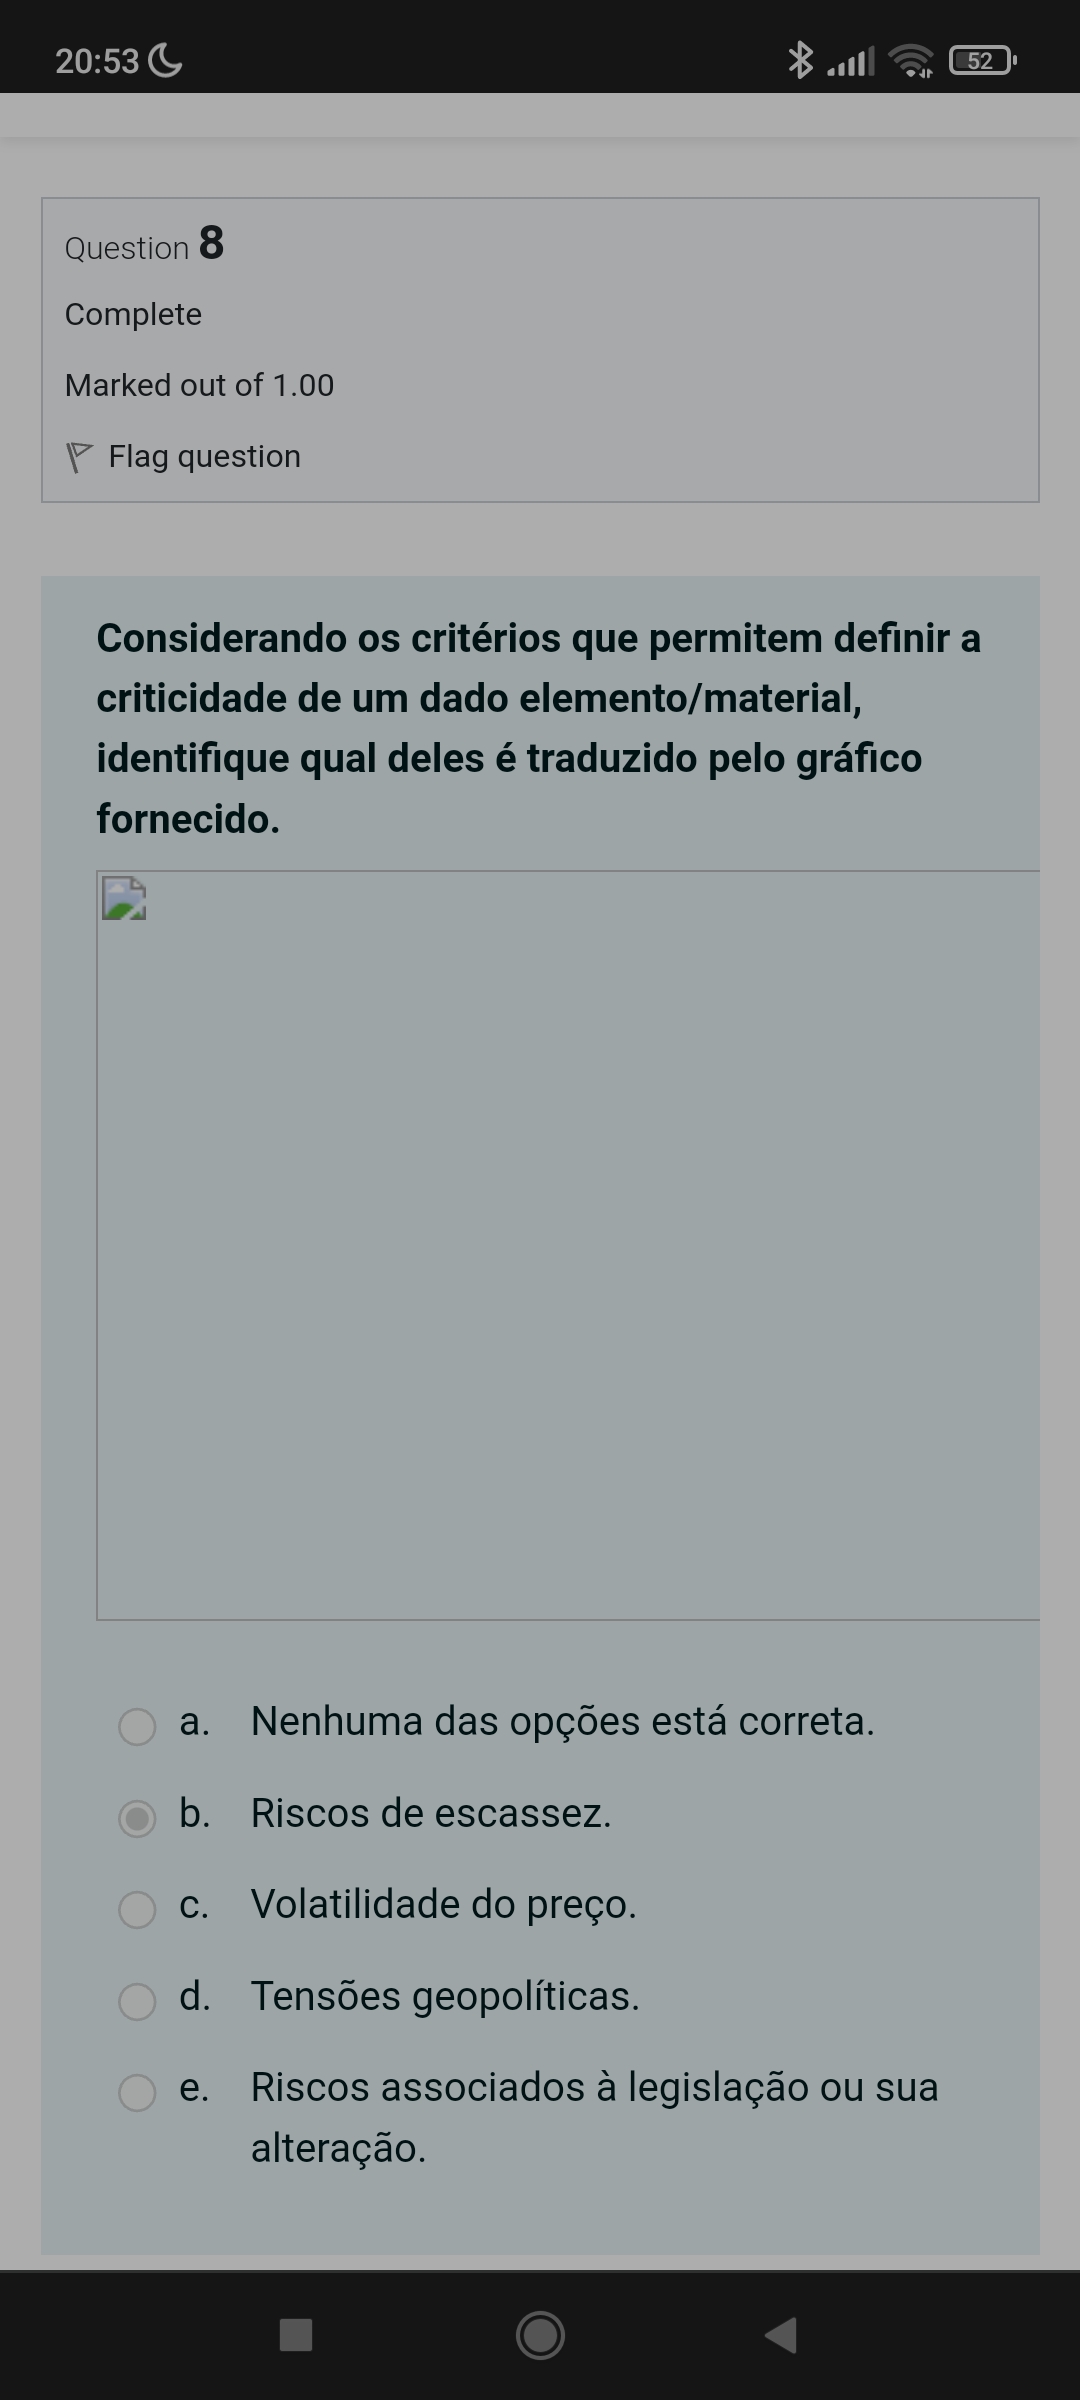 20:53
52
Question 8
Complete
Marked out of 1.00
Flag question
Considerando os critérios que permitem definir a
criticidade de um dado elemento/material,
identifique qual deles é traduzido pelo gráfico
fornecido.
a. Nenhuma das opções está correta.
b. Riscos de escassez.
c. Volatilidade do preço.
d. Tensões geopolíticas.
e. Riscos associados à legislação ou sua
alteração.